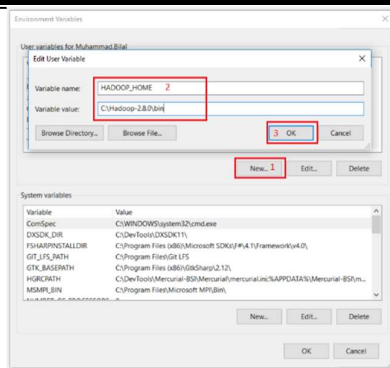 Environment Variables
User variables for Muhammad.Bilal
Edit User Variable
Variable name: HADOOP_HOME 2
Variable value: C:\Hadoop-2.8.0\bin
Browse Directory... Browse File... 3 OK Cancel
New... 1 Edit... Delete
System variables
Variable Value
ComSpec C:\WINDOWS\system32\cmd.exe
DXSDK_DIR C:\DevTools\DXSDK11\
FSHARPINSTALLDIR C:\Program Files (x86)\Microsoft SDKs\F#\4.1\Framework\v4.0\
GIT_LFS_PATH C:\Program Files\Git LFS
GTK_BASEPATH C:\Program Files (x86)\GtkSharp\2.12\
HGRCPATH C:\DevTools\Mercurial-BSI\Mercurial\mercurial.ini;%APPDATA%\Mercurial-BSI\m...
MSMPI_BIN C:\Program Files\Microsoft MPI\Bin\
New... Edit... Delete
OK Cancel